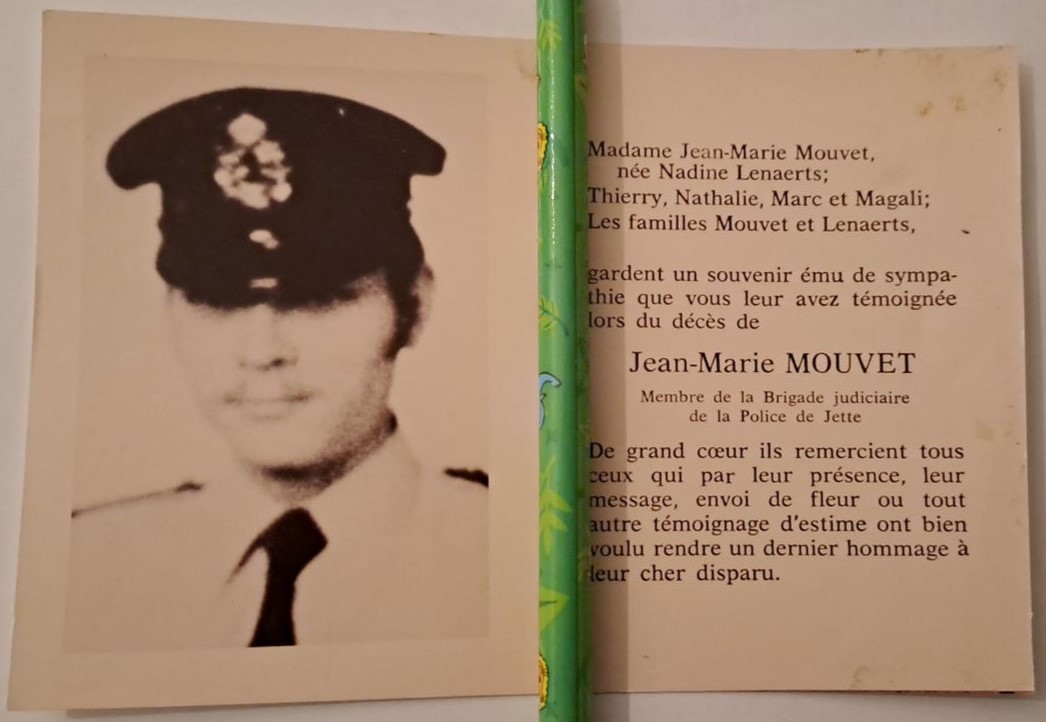 Madame Jean-Marie Mouvet,
née Nadine Lenaerts;
Thierry, Nathalie, Marc et Magali;
Les familles Mouvet et Lenaerts,
gardent un souvenir ému de sympa-
thie que vous leur avez témoignée
lors du décès de
Jean-Marie MOUVET
Membre de la Brigade judiciaire
de la Police de Jette
De grand cœur ils remercient tous
ceux qui par leur présence, leur
message, envoi de fleur ou tout
autre témoignage d'estime ont bien
voulu rendre un dernier hommage à
leur cher disparu.